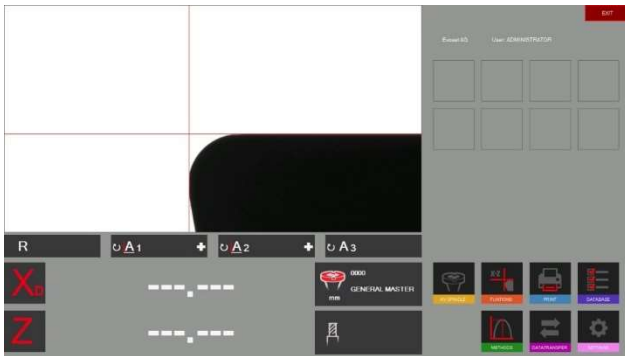 EXIT
User: ADMINISTRATOR
R
A1
A2
A3
XD
---.---
0000
GENERAL MASTER
mm
Z
---.---
X-Z
PRINT
DATABASE
METHODS
DATATRANSFER